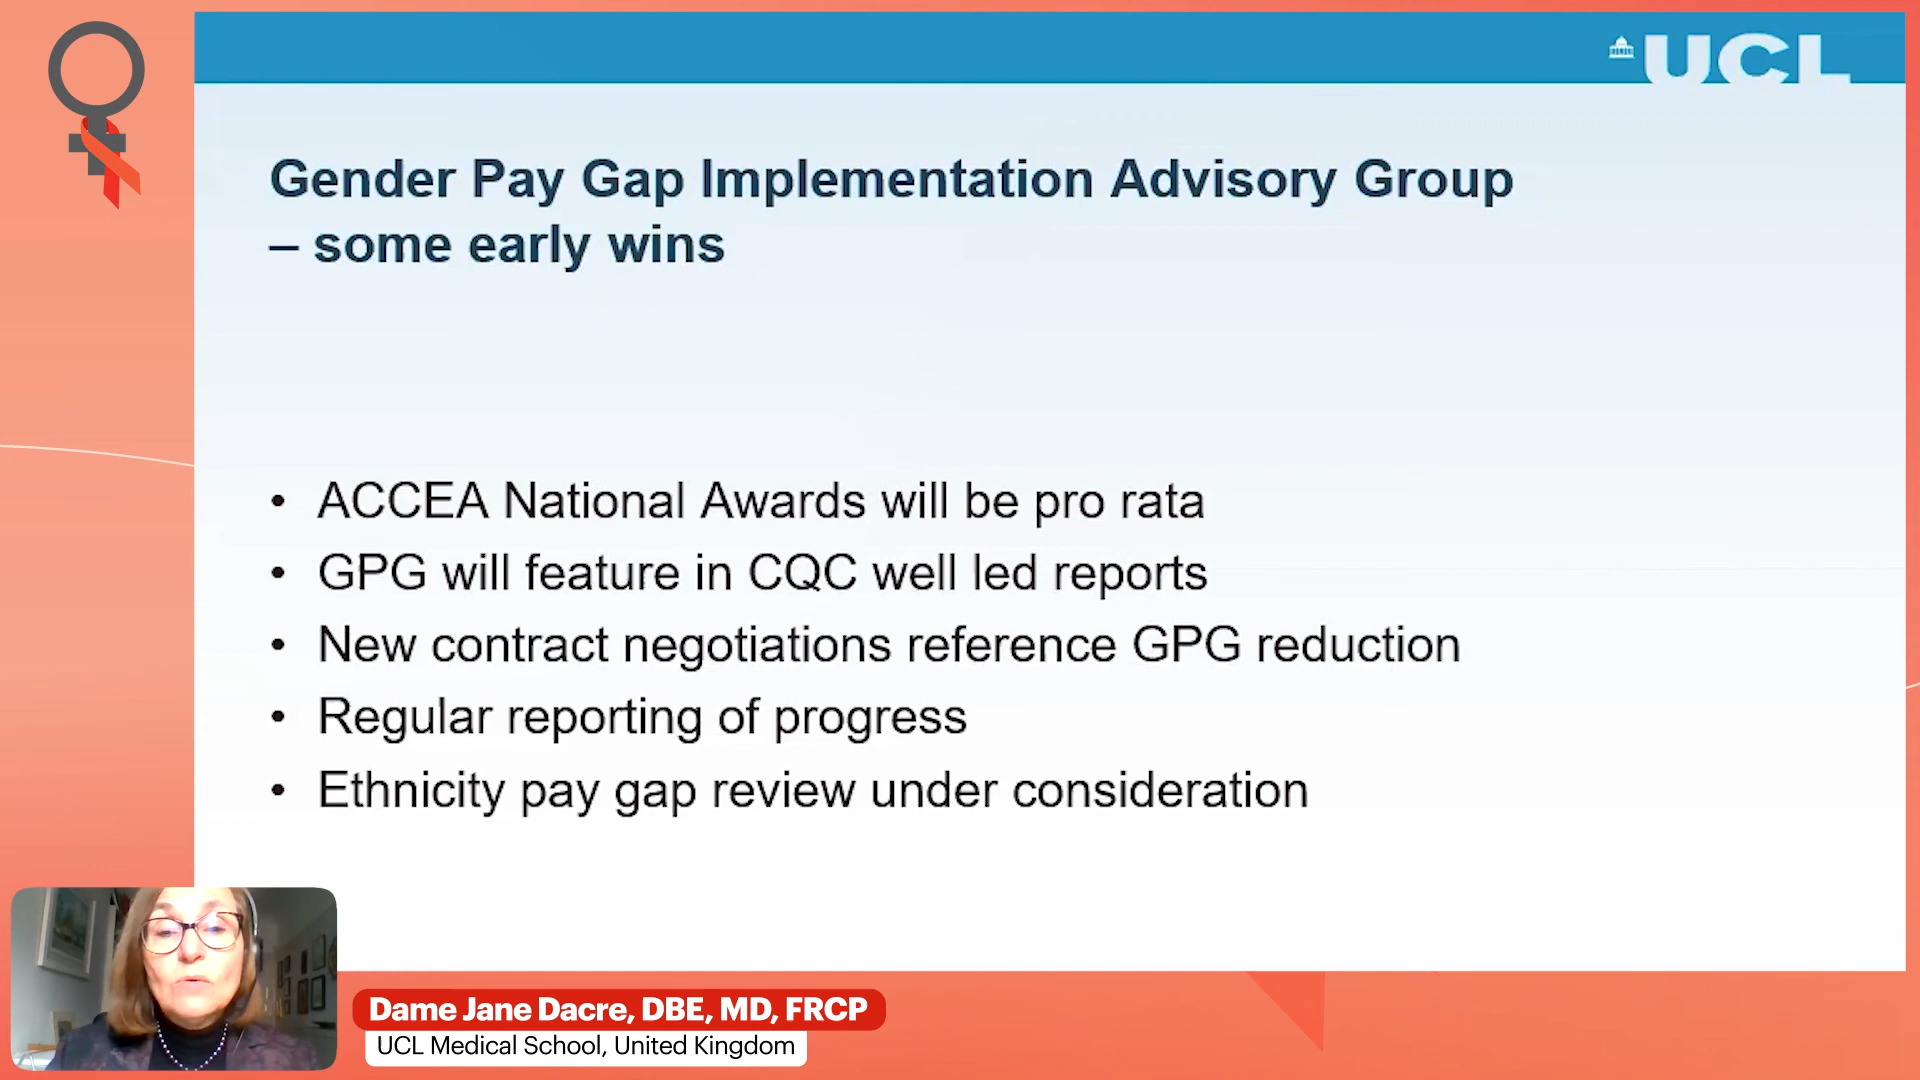 UCL
Gender Pay Gap Implementation Advisory Group
– some early wins
• ACCEA National Awards will be pro rata
• GPG will feature in CQC well led reports
• New contract negotiations reference GPG reduction
• Regular reporting of progress
• Ethnicity pay gap review under consideration
Dame Jane Dacre, DBE, MD, FRCP
UCL Medical School, United Kingdom